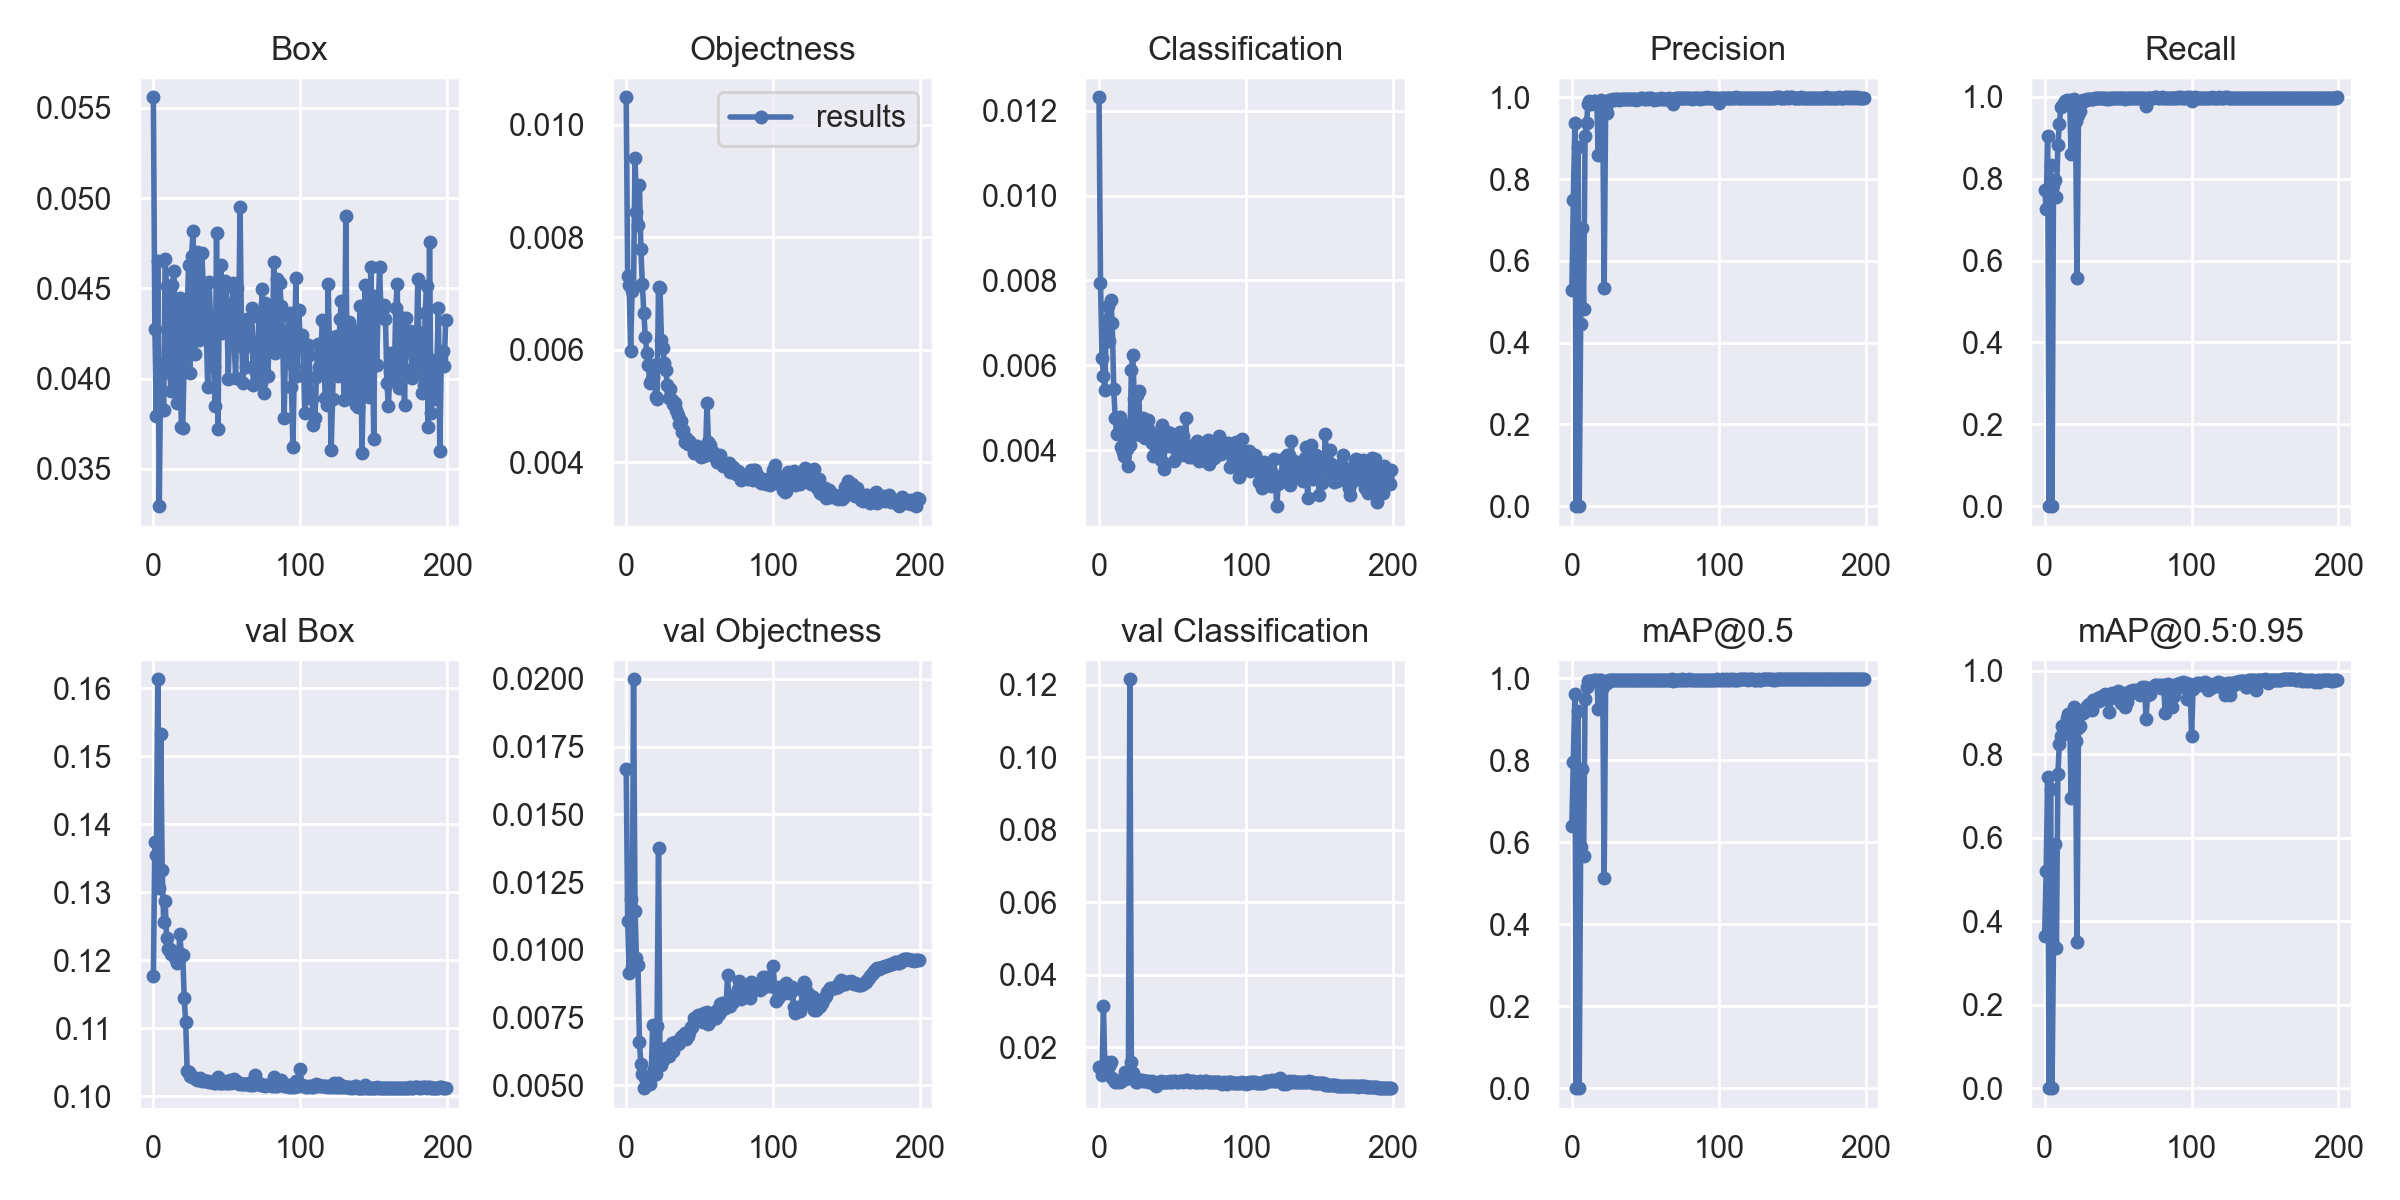 Box
Objectness
Classification
Precision
Recall
0.055
0.050
0.045
0.040
0.035
0 100 200
results
0.010
0.008
0.006
0.004
0 100 200
0.012
0.010
0.008
0.006
0.004
0 100 200
1.0
0.8
0.6
0.4
0.2
0.0
0 100 200
1.0
0.8
0.6
0.4
0.2
0.0
0 100 200
val Box
val Objectness
val Classification
mAP@0.5
mAP@0.5:0.95
0.16
0.15
0.14
0.13
0.12
0.11
0.10
0 100 200
0.0200
0.0175
0.0150
0.0125
0.0100
0.0075
0.0050
0 100 200
0.12
0.10
0.08
0.06
0.04
0.02
0 100 200
1.0
0.8
0.6
0.4
0.2
0.0
0 100 200
1.0
0.8
0.6
0.4
0.2
0.0
0 100 200